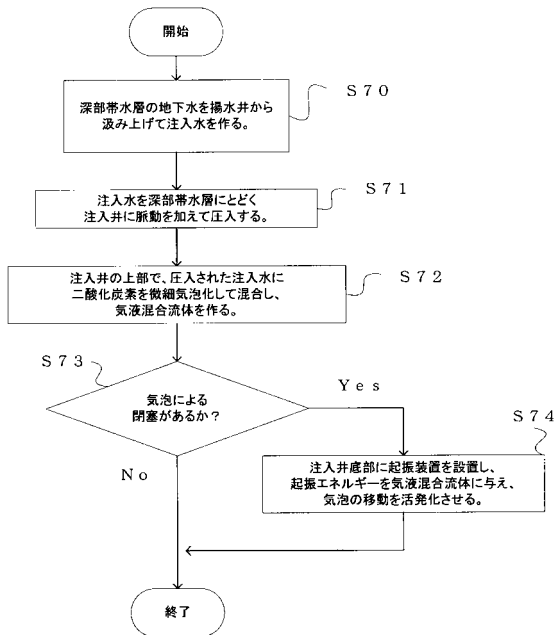 開始
深部帯水層の地下水を揚水井から
汲み上げて注入水を作る。
S70
注入水を深部帯水層にとどく
注入井に脈動を加えて圧入する。
S71
注入井の上部で、圧入された注入水に
二酸化炭素を微細気泡化して混合し、
気液混合流体を作る。
S72
S73
気泡による
閉塞があるか？
Yes
No
S74
注入井底部に起振装置を設置し、
起振エネルギーを気液混合流体に与え、
気泡の移動を活発化させる。
終了